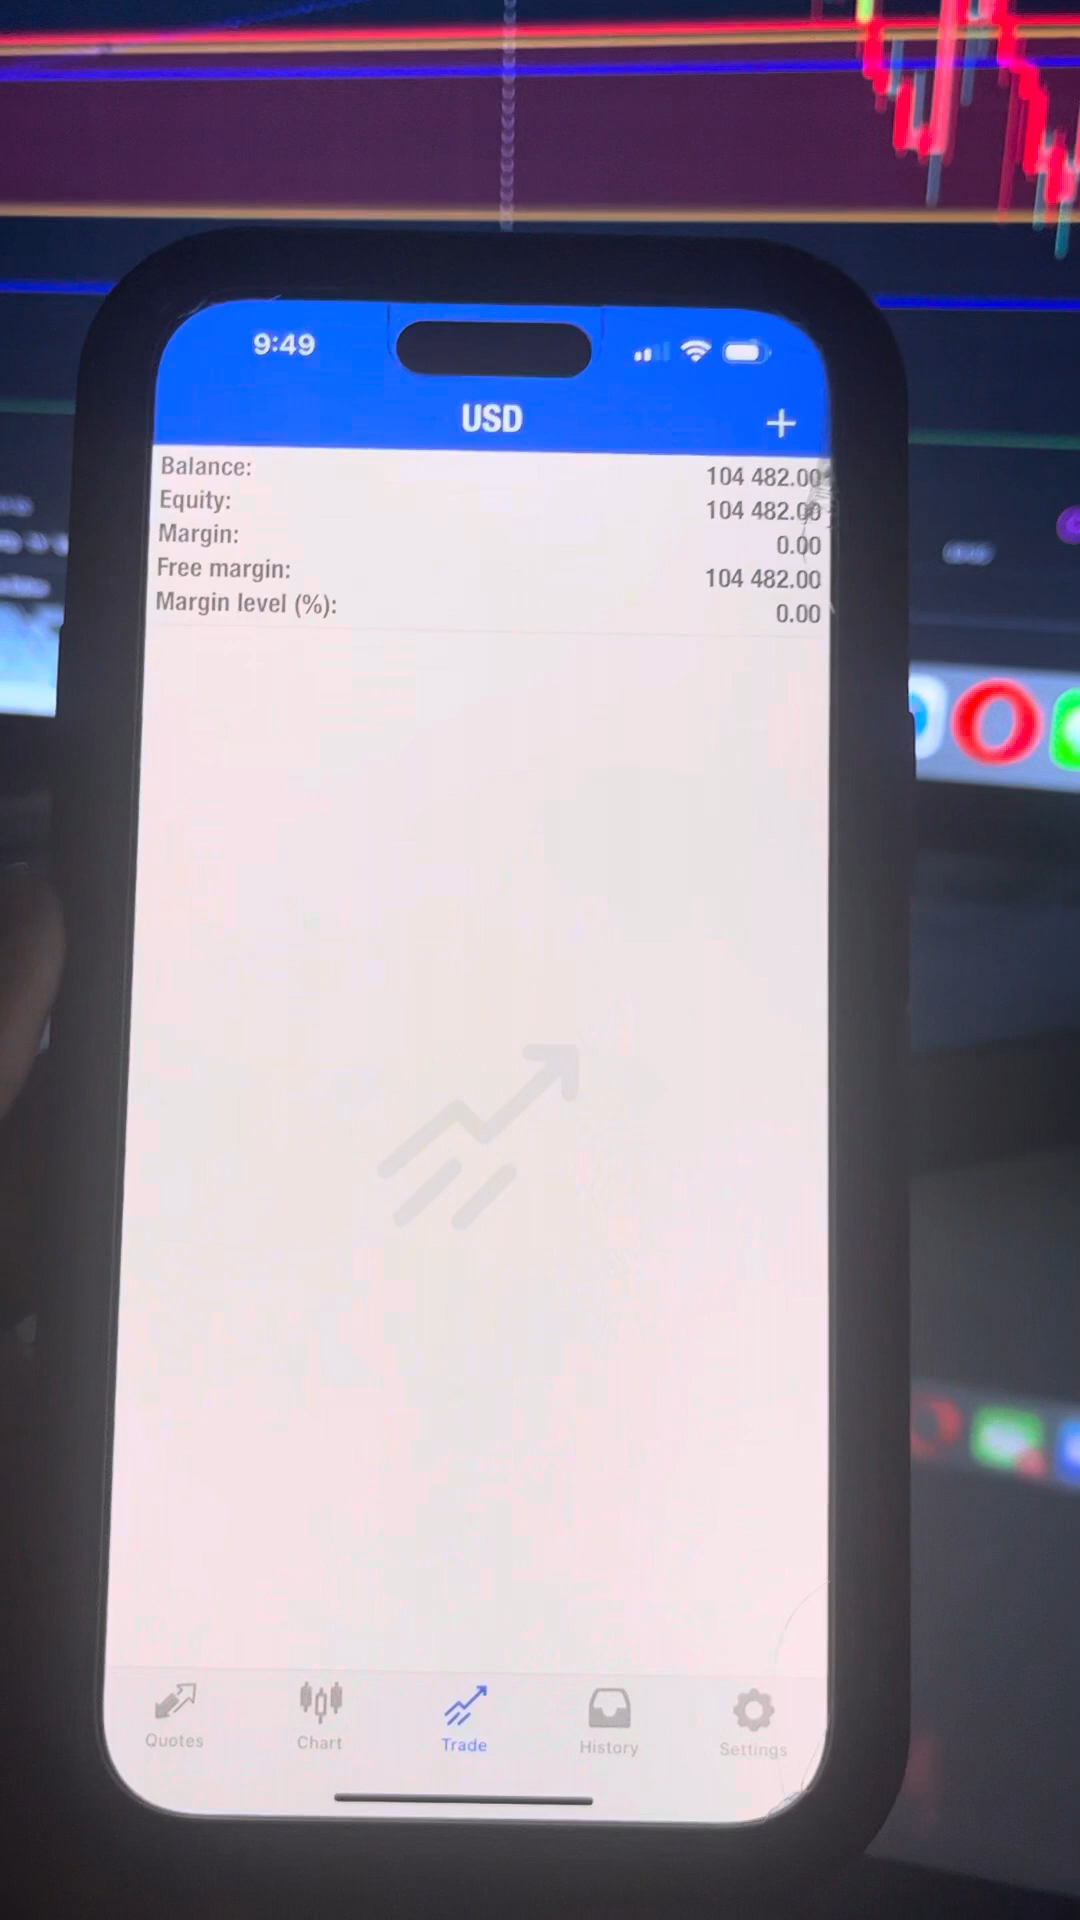 9:49
USD
+
Balance: 104 482.00
Equity: 104 482.00
Margin: 0.00
Free margin: 104 482.00
Margin level (%): 0.00
Quotes
Chart
Trade
History
Settings